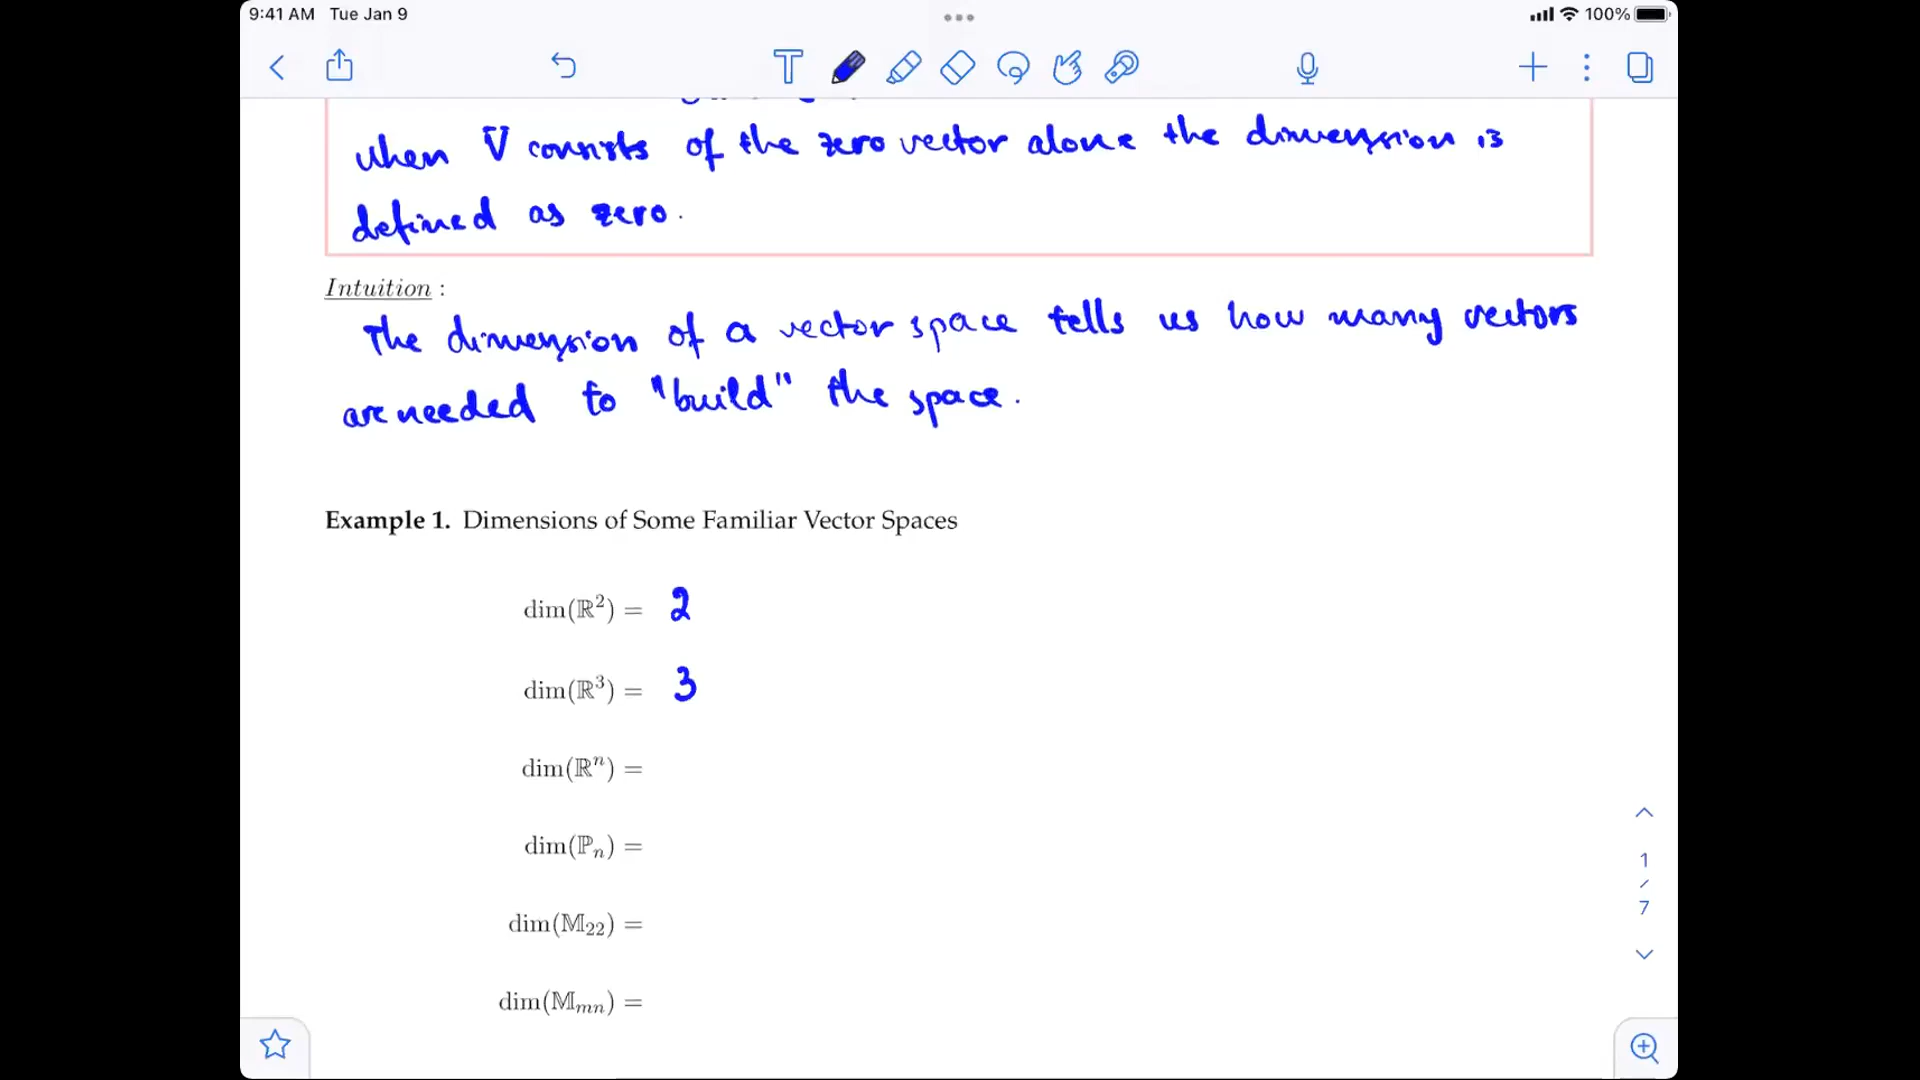 9:41 AM Tue Jan 9 100%
when V consists of the zero vector alone the dimension is
defined as zero.
Intuition :
The dimension of a vector space tells us how many vectors
are needed to "build" the space.
Example 1. Dimensions of Some Familiar Vector Spaces
dim(ℝ²) = 2
dim(ℝ³) = 3
dim(ℝⁿ) =
dim(ℙₙ) =
dim(𝕄₂₂) =
dim(𝕄ₘₙ) =
1
/
7